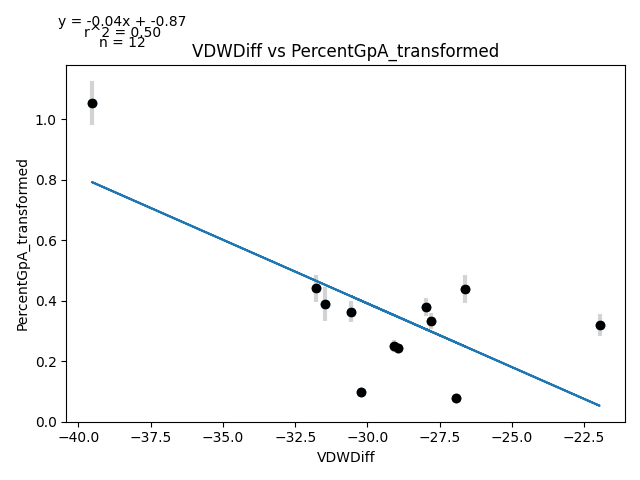 y = -0.04x + -0.87
r^2 = 0.50
n = 12
VDWDiff vs PercentGpA_transformed
PercentGpA_transformed
1.0
0.8
0.6
0.4
0.2
0.0
−40.0 −37.5 −35.0 −32.5 −30.0 −27.5 −25.0 −22.5
VDWDiff